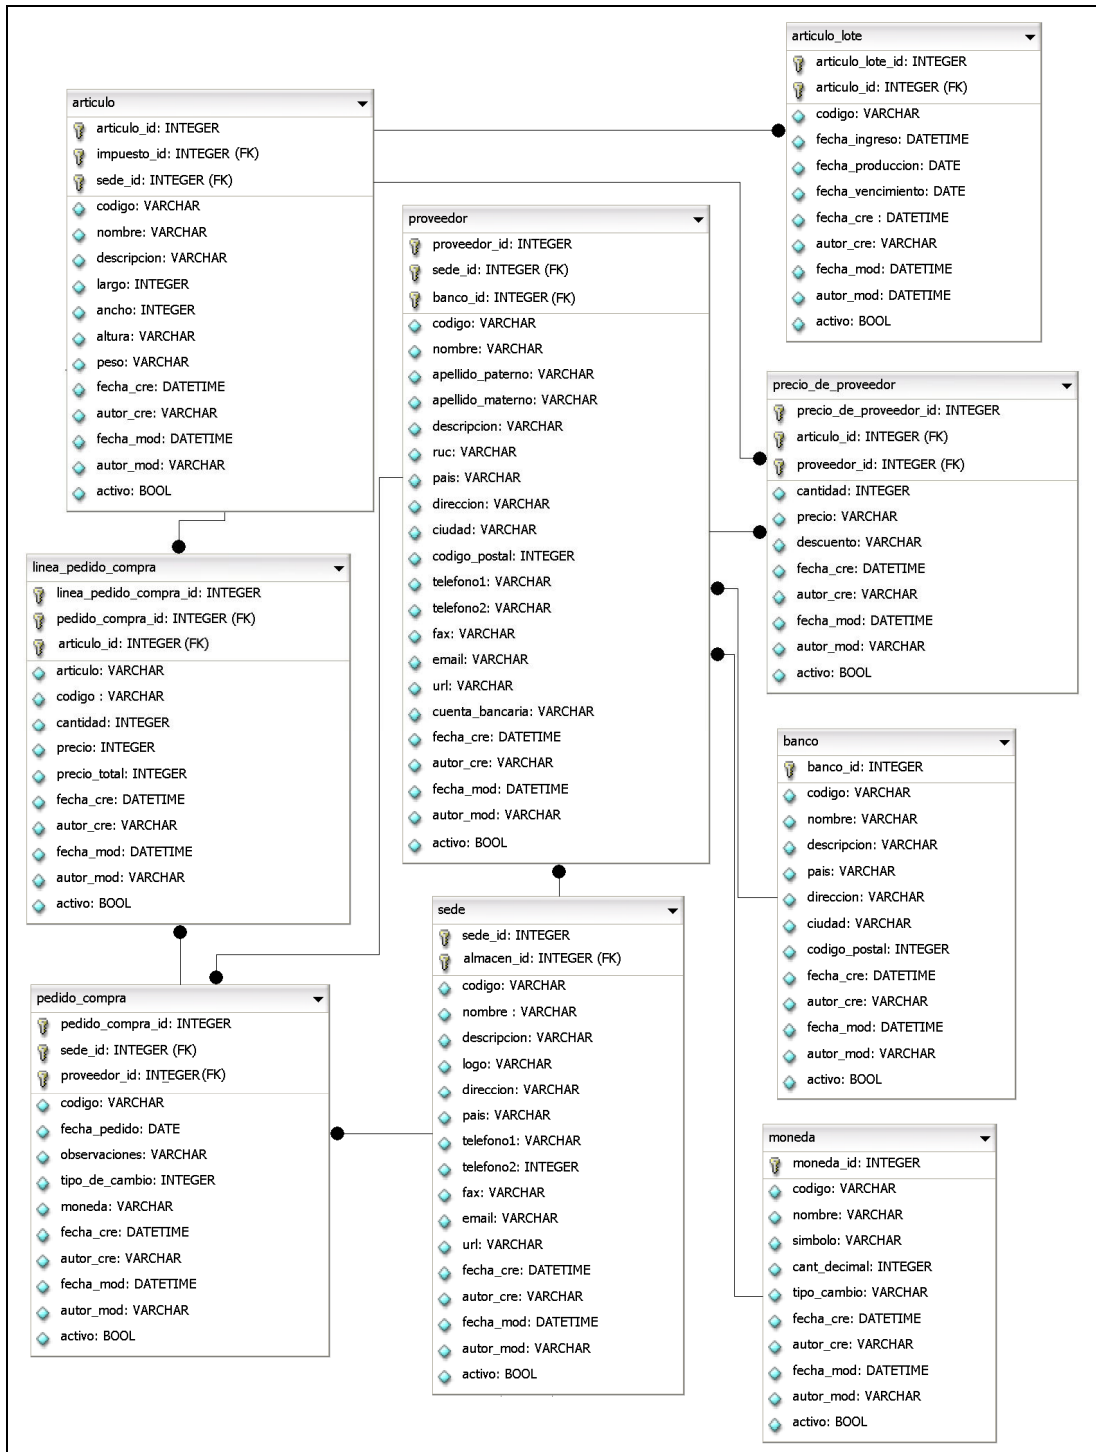 articulo
articulo_id: INTEGER
impuesto_id: INTEGER (FK)
sede_id: INTEGER (FK)
codigo: VARCHAR
nombre: VARCHAR
descripcion: VARCHAR
largo: INTEGER
ancho: INTEGER
altura: VARCHAR
peso: VARCHAR
fecha_cre: DATETIME
autor_cre: VARCHAR
fecha_mod: DATETIME
autor_mod: VARCHAR
activo: BOOL
linea_pedido_compra
linea_pedido_compra_id: INTEGER
pedido_compra_id: INTEGER (FK)
articulo_id: INTEGER (FK)
articulo: VARCHAR
codigo : VARCHAR
cantidad: INTEGER
precio: INTEGER
precio_total: INTEGER
fecha_cre: DATETIME
autor_cre: VARCHAR
fecha_mod: DATETIME
autor_mod: VARCHAR
activo: BOOL
pedido_compra
pedido_compra_id: INTEGER
sede_id: INTEGER (FK)
proveedor_id: INTEGER (FK)
codigo: VARCHAR
fecha_pedido: DATE
observaciones: VARCHAR
tipo_de_cambio: INTEGER
moneda: VARCHAR
fecha_cre: DATETIME
autor_cre: VARCHAR
fecha_mod: DATETIME
autor_mod: VARCHAR
activo: BOOL
proveedor
proveedor_id: INTEGER
sede_id: INTEGER (FK)
banco_id: INTEGER (FK)
codigo: VARCHAR
nombre: VARCHAR
apellido_paterno: VARCHAR
apellido_materno: VARCHAR
descripcion: VARCHAR
ruc: VARCHAR
pais: VARCHAR
direccion: VARCHAR
ciudad: VARCHAR
codigo_postal: INTEGER
telefono1: VARCHAR
telefono2: VARCHAR
fax: VARCHAR
email: VARCHAR
url: VARCHAR
cuenta_bancaria: VARCHAR
fecha_cre: DATETIME
autor_cre: VARCHAR
fecha_mod: DATETIME
autor_mod: VARCHAR
activo: BOOL
sede
sede_id: INTEGER
almacen_id: INTEGER (FK)
codigo: VARCHAR
nombre : VARCHAR
descripcion: VARCHAR
logo: VARCHAR
direccion: VARCHAR
pais: VARCHAR
telefono1: VARCHAR
telefono2: INTEGER
fax: VARCHAR
email: VARCHAR
url: VARCHAR
fecha_cre: DATETIME
autor_cre: VARCHAR
fecha_mod: DATETIME
autor_mod: VARCHAR
activo: BOOL
articulo_lote
articulo_lote_id: INTEGER
articulo_id: INTEGER (FK)
codigo: VARCHAR
fecha_ingreso: DATETIME
fecha_produccion: DATE
fecha_vencimiento: DATE
fecha_cre : DATETIME
autor_cre: VARCHAR
fecha_mod: DATETIME
autor_mod: DATETIME
activo: BOOL
precio_de_proveedor
precio_de_proveedor_id: INTEGER
articulo_id: INTEGER (FK)
proveedor_id: INTEGER (FK)
cantidad: INTEGER
precio: VARCHAR
descuento: VARCHAR
fecha_cre: DATETIME
autor_cre: VARCHAR
fecha_mod: DATETIME
autor_mod: VARCHAR
activo: BOOL
banco
banco_id: INTEGER
codigo: VARCHAR
nombre: VARCHAR
descripcion: VARCHAR
pais: VARCHAR
direccion: VARCHAR
ciudad: VARCHAR
codigo_postal: INTEGER
fecha_cre: DATETIME
autor_cre: VARCHAR
fecha_mod: DATETIME
autor_mod: VARCHAR
activo: BOOL
moneda
moneda_id: INTEGER
codigo: VARCHAR
nombre: VARCHAR
simbolo: VARCHAR
cant_decimal: INTEGER
tipo_cambio: VARCHAR
fecha_cre: DATETIME
autor_cre: VARCHAR
fecha_mod: DATETIME
autor_mod: VARCHAR
activo: BOOL